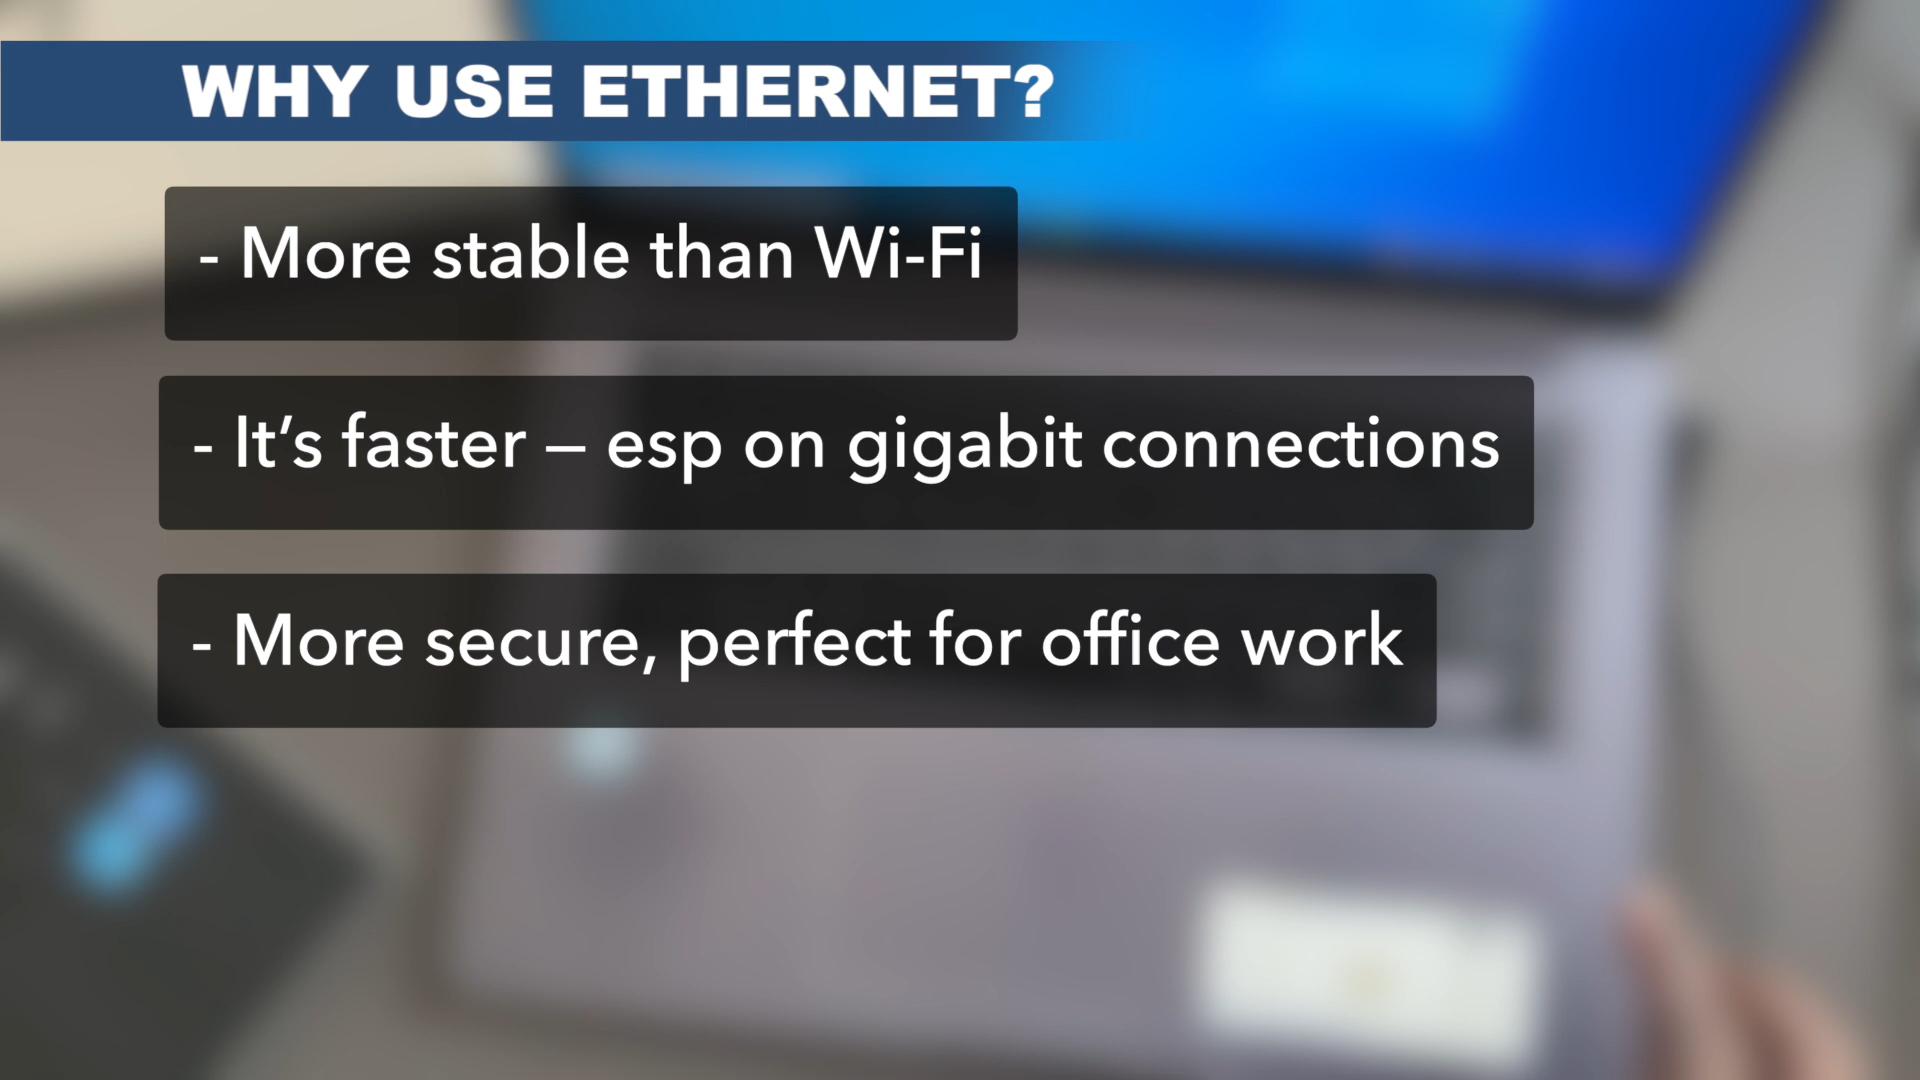 WHY USE ETHERNET?
- More stable than Wi-Fi
- It’s faster – esp on gigabit connections
- More secure, perfect for office work